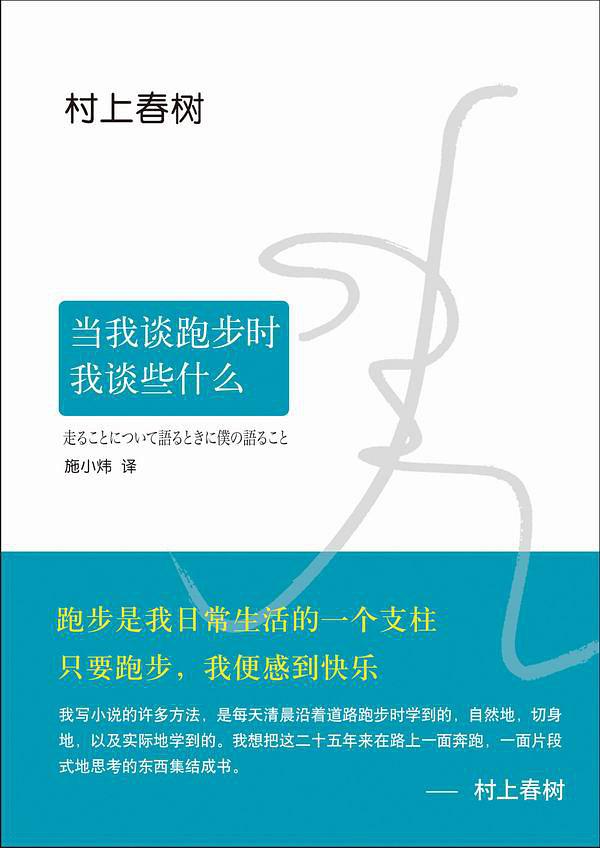 村上春树
当我谈跑步时
我谈些什么
走ることについて語るときに僕の語ること
施小炜 译
跑步是我日常生活的一个支柱
只要跑步，我便感到快乐
我写小说的许多方法，是每天清晨沿着道路跑步时学到的，自然地，切身
地，以及实际地学到的。我想把这二十五年来在路上一面奔跑，一面片段
式地思考的东西集结成书。
—— 村上春树